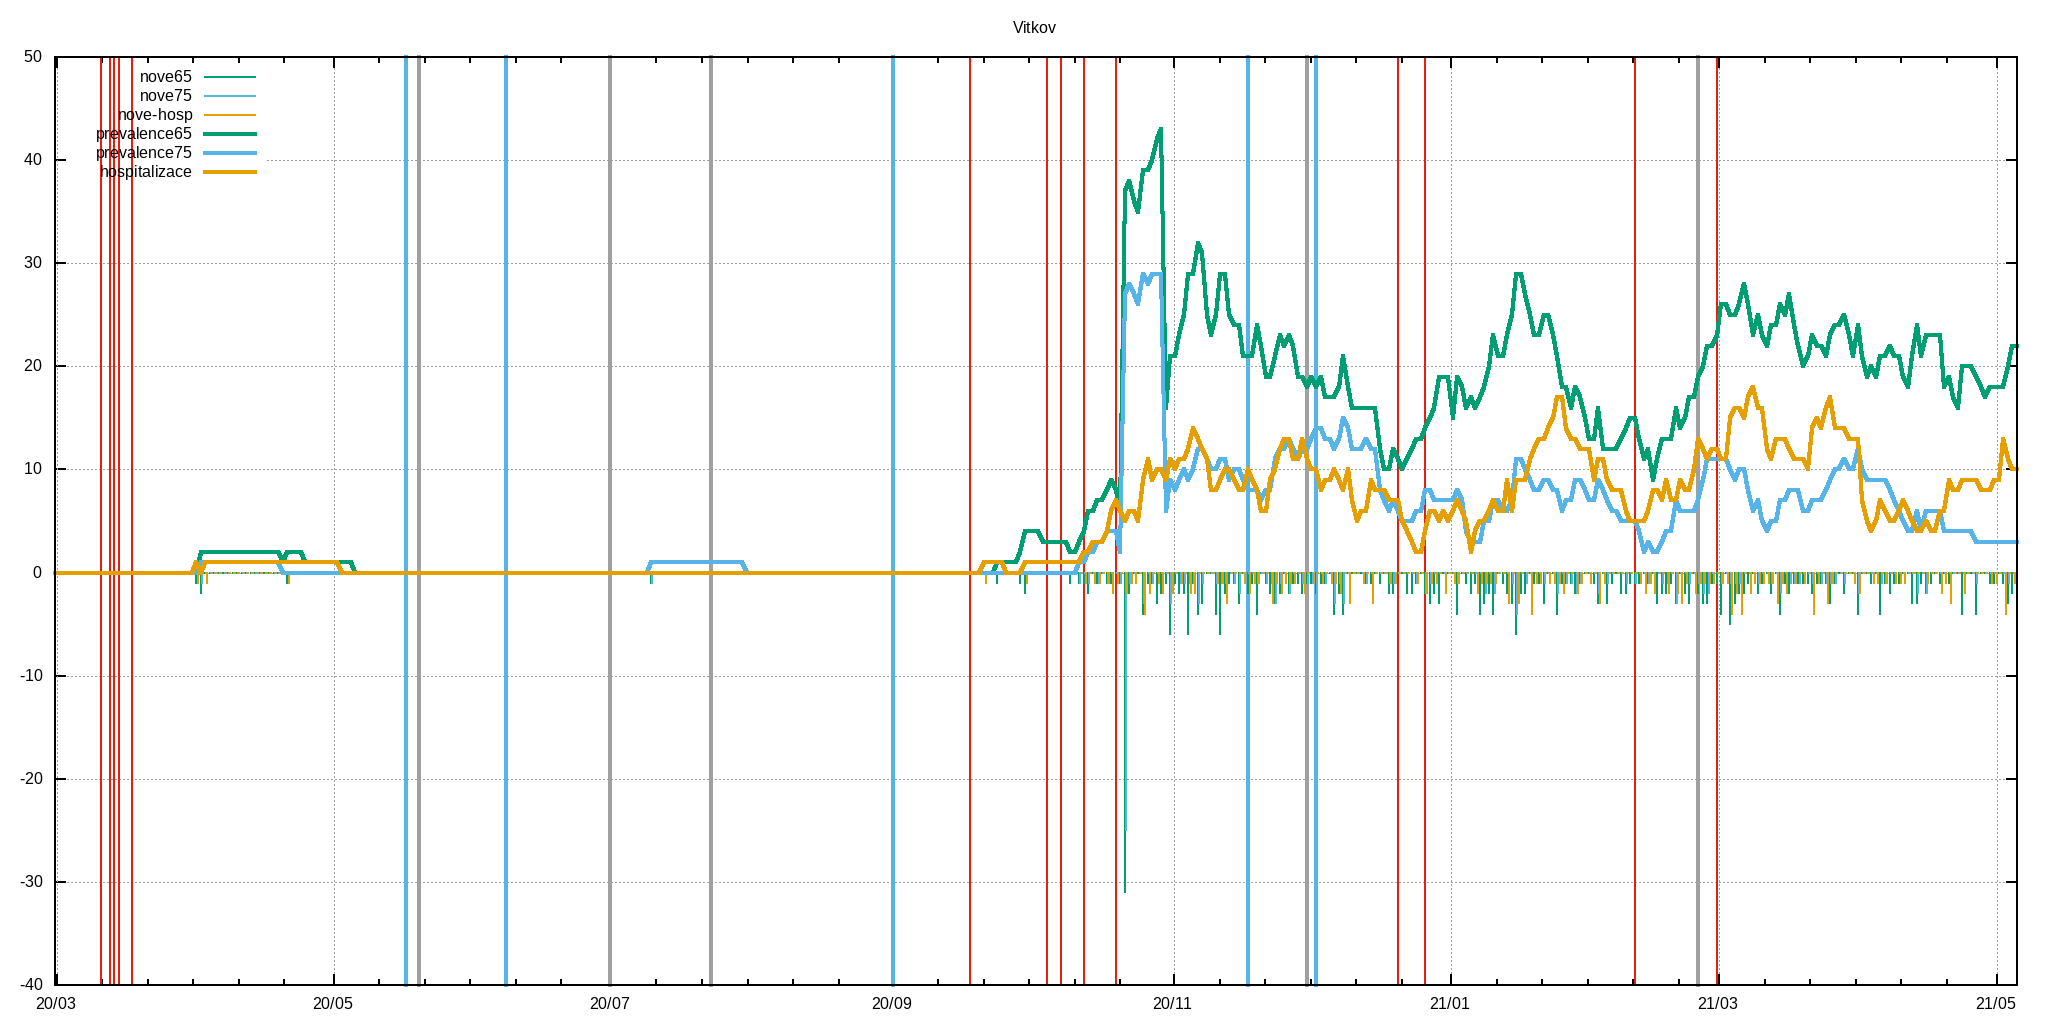 Vitkov
50
nove65
nove75
nove-hosp
prevalence65
prevalence75
hospitalizace
40
30
20
10
0
-10
-20
-30
-40
20/03 20/05 20/07 20/09 20/11 21/01 21/03 21/05